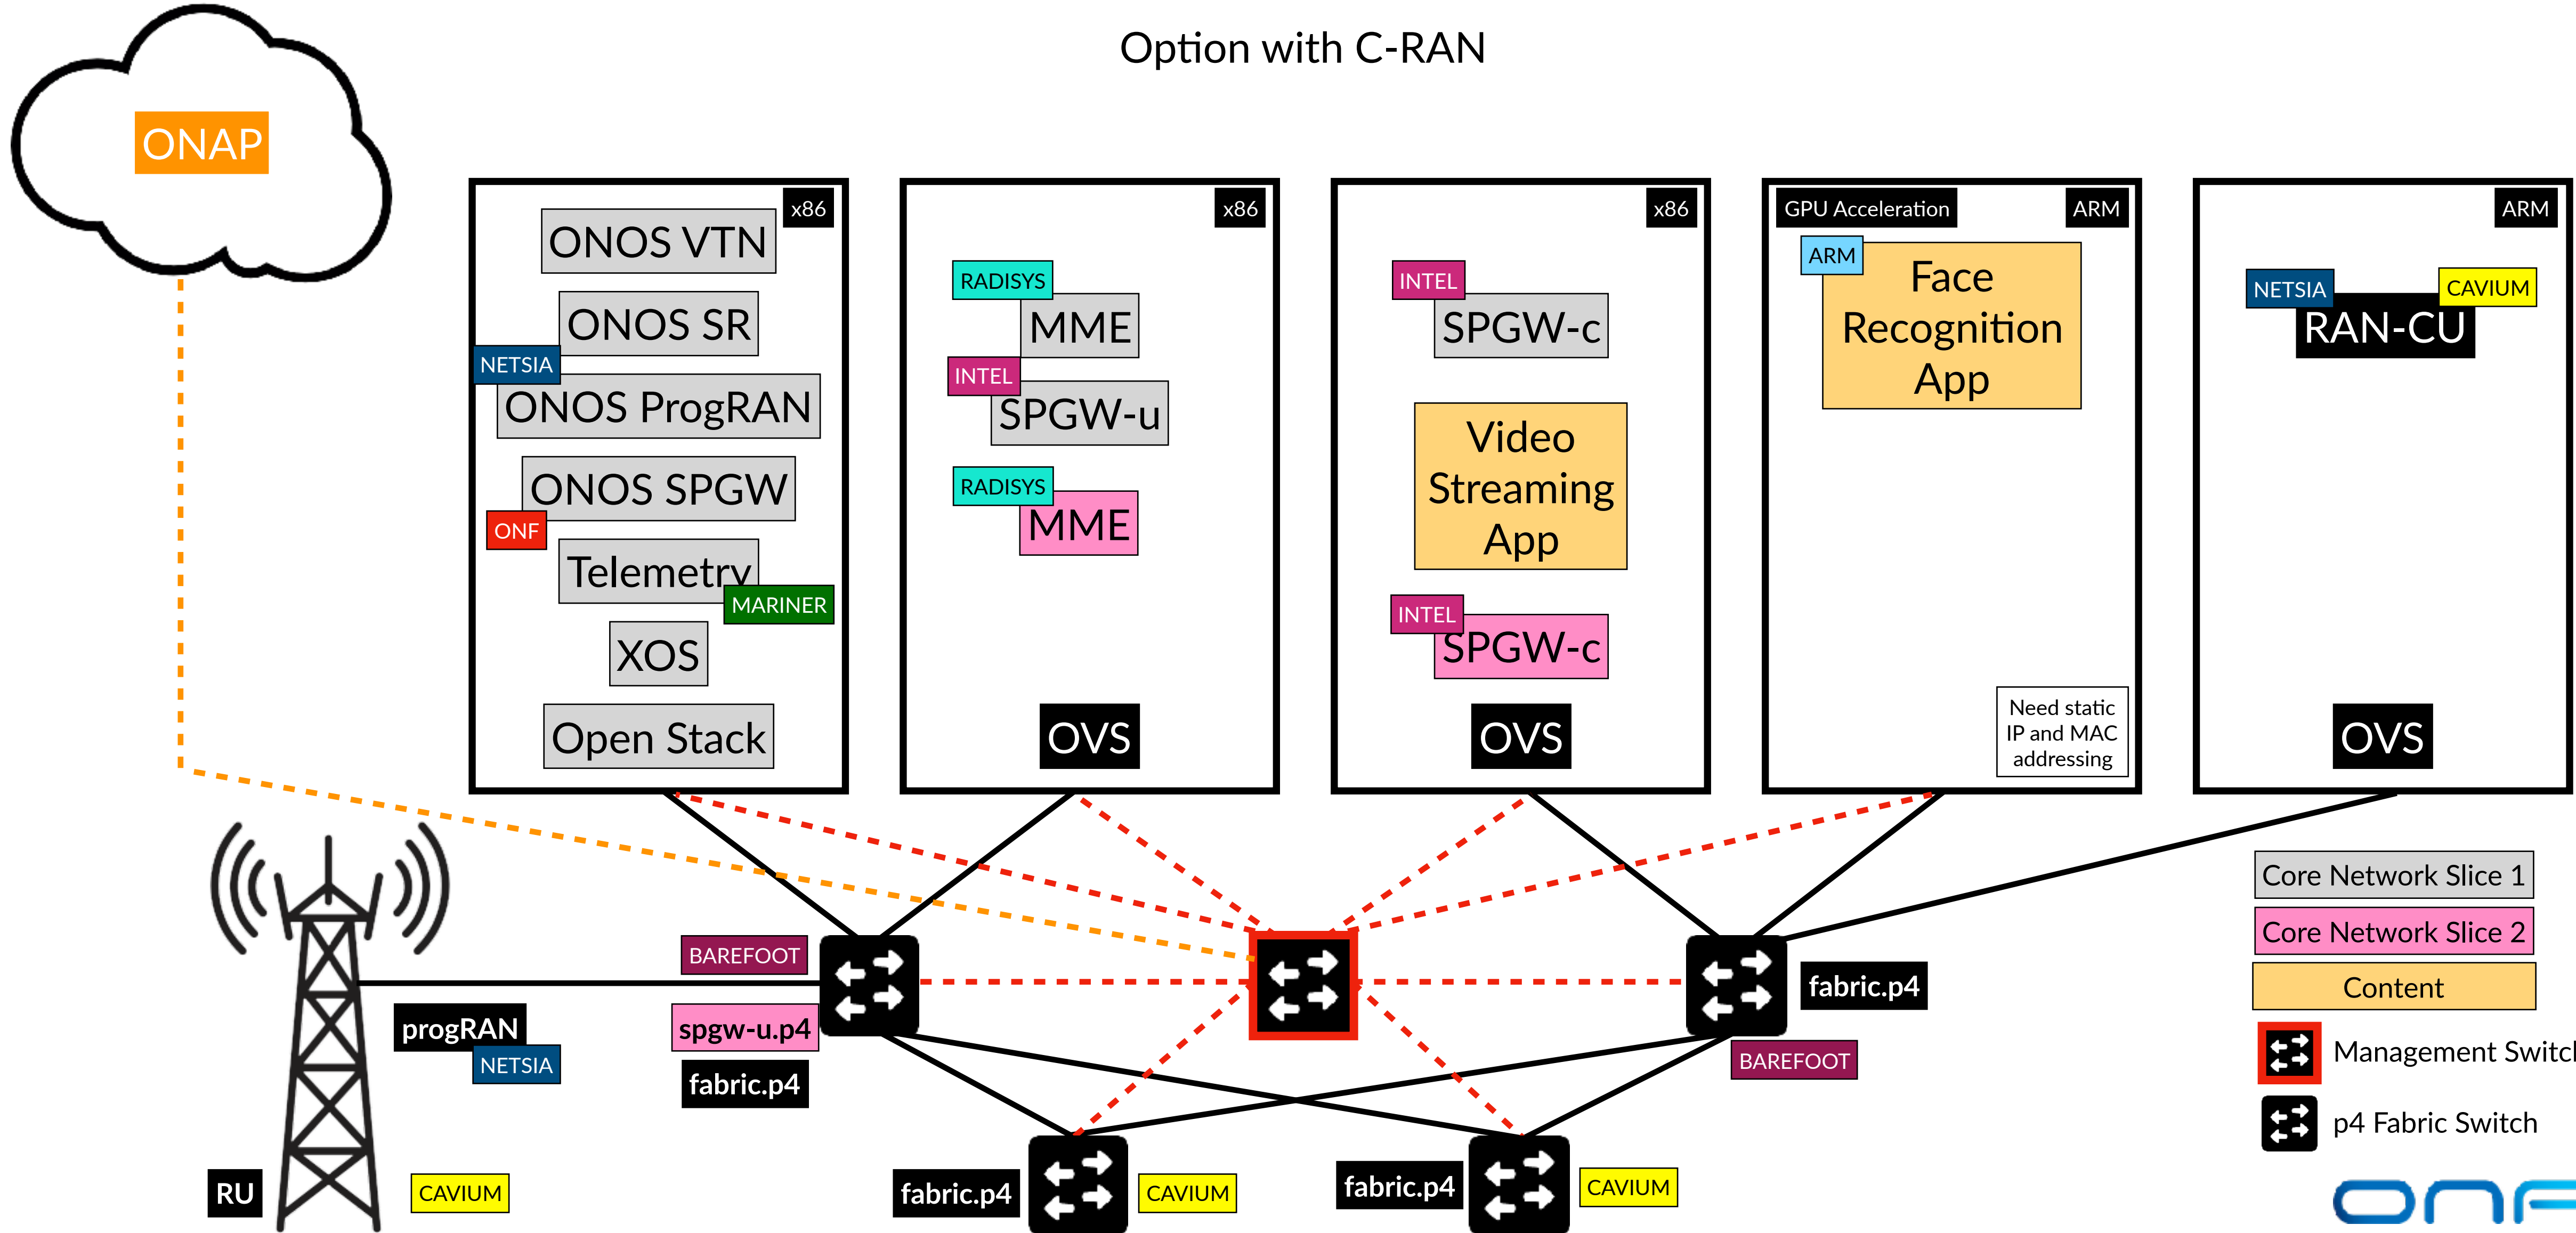 Option with C-RAN
ONAP
x86
ONOS VTN
ONOS SR
NETSIA
ONOS ProgRAN
ONOS SPGW
ONF
Telemetry
MARINER
XOS
Open Stack
x86
RADISYS
MME
INTEL
SPGW-u
RADISYS
MME
OVS
x86
INTEL
SPGW-c
Video
Streaming
App
INTEL
SPGW-c
OVS
GPU Acceleration
ARM
ARM
Face
Recognition
App
Need static
IP and MAC
addressing
ARM
NETSIA
CAVIUM
RAN-CU
OVS
BAREFOOT
progRAN
NETSIA
spgw-u.p4
fabric.p4
RU
CAVIUM
fabric.p4
BAREFOOT
fabric.p4
CAVIUM
fabric.p4
CAVIUM
Core Network Slice 1
Core Network Slice 2
Content
Management Switch
p4 Fabric Switch
ONF